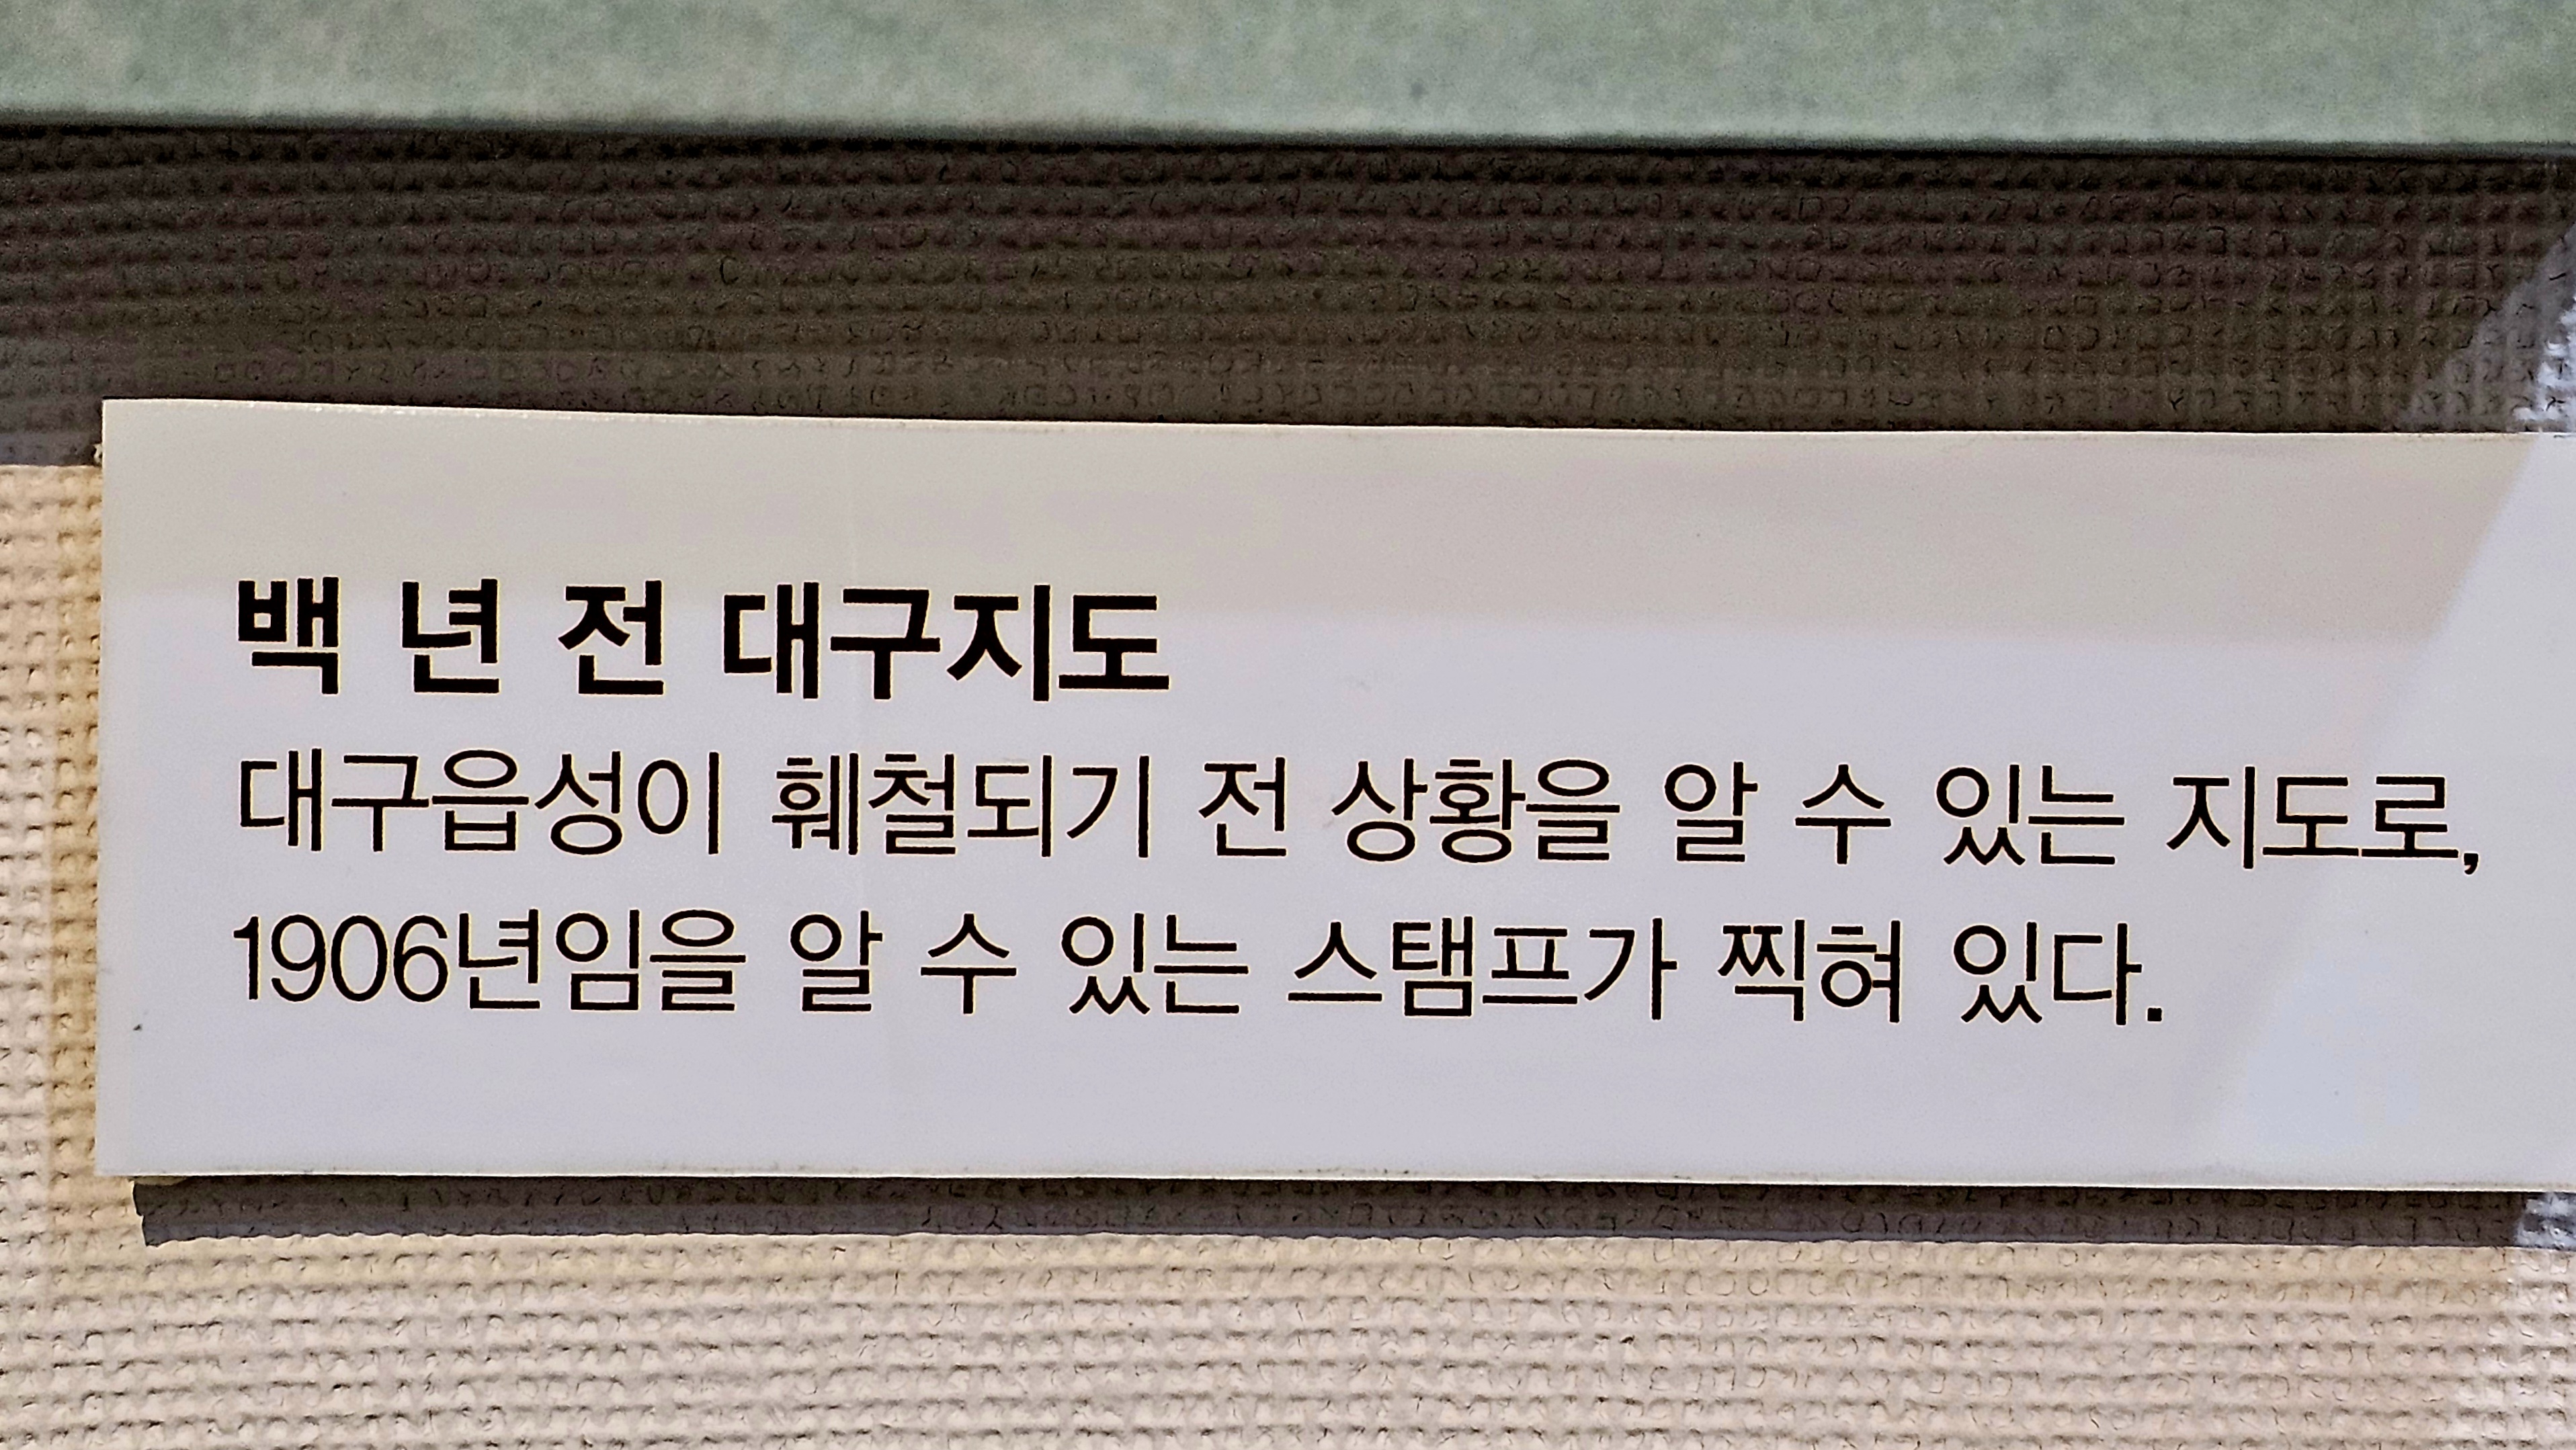 백 년 전 대구지도
대구읍성이 훼철되기 전 상황을 알 수 있는 지도로,
1906년임을 알 수 있는 스탬프가 찍혀 있다.